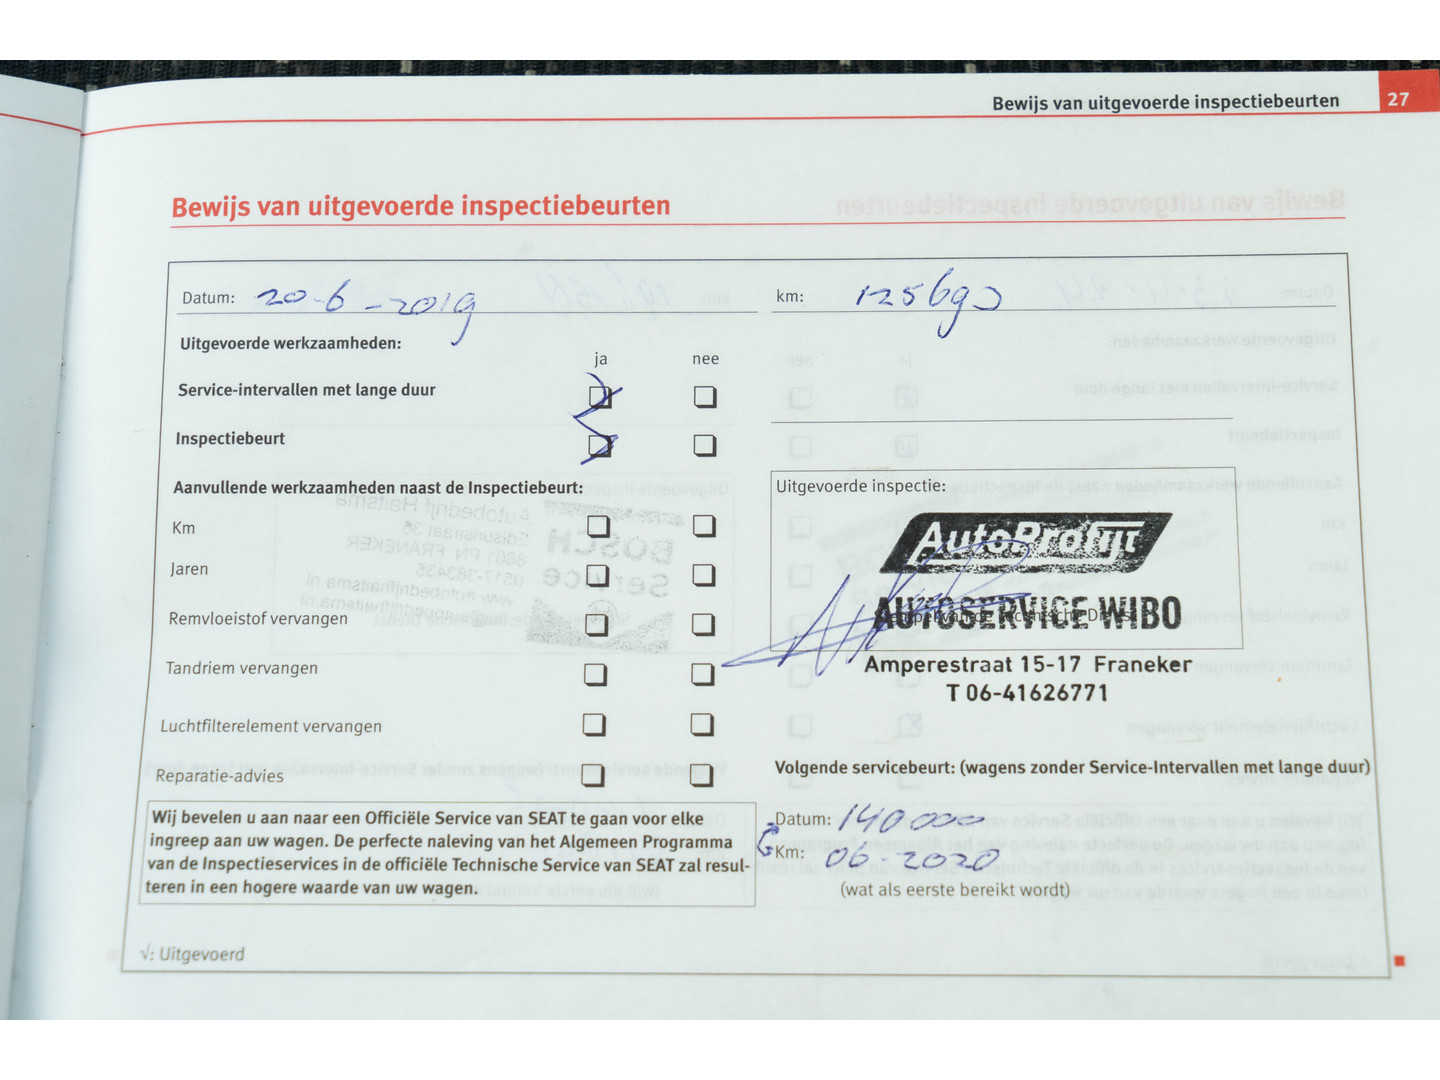 Bewijs van uitgevoerde inspectiebeurten 27
Bewijs van uitgevoerde inspectiebeurten
Datum: 20-6-2019 km: 125690
Uitgevoerde werkzaamheden:
ja nee
Service-intervallen met lange duur
Inspectiebeurt
Aanvullende werkzaamheden naast de Inspectiebeurt:
Km
Jaren
Remvloeistof vervangen
Tandriem vervangen
Luchtfilterelement vervangen
Reparatie-advies
Uitgevoerde inspectie:
AutoProfijt
AUTOSERVICE WIBO
Amperestraat 15-17 Franeker
T 06-41626771
Volgende servicebeurt: (wagens zonder Service-Intervallen met lange duur)
Datum: 140000
Km: 06-2020
(wat als eerste bereikt wordt)
Wij bevelen u aan naar een Officiële Service van SEAT te gaan voor elke
ingreep aan uw wagen. De perfecte naleving van het Algemeen Programma
van de Inspectieservices in de officiële Technische Service van SEAT zal resul-
teren in een hogere waarde van uw wagen.
√: Uitgevoerd